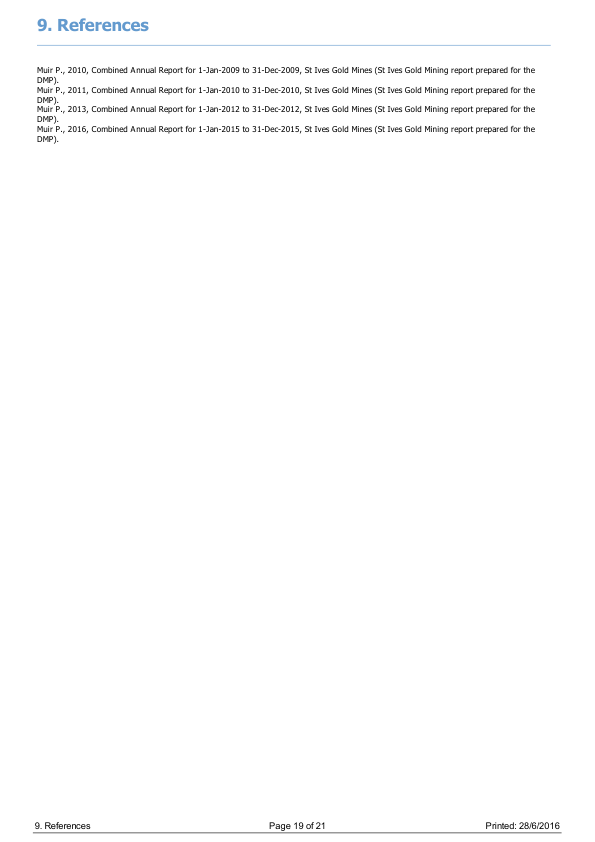 9. References
Muir P., 2010, Combined Annual Report for 1-Jan-2009 to 31-Dec-2009, St Ives Gold Mines (St Ives Gold Mining report prepared for the
DMP).
Muir P., 2011, Combined Annual Report for 1-Jan-2010 to 31-Dec-2010, St Ives Gold Mines (St Ives Gold Mining report prepared for the
DMP).
Muir P., 2013, Combined Annual Report for 1-Jan-2012 to 31-Dec-2012, St Ives Gold Mines (St Ives Gold Mining report prepared for the
DMP).
Muir P., 2016, Combined Annual Report for 1-Jan-2015 to 31-Dec-2015, St Ives Gold Mines (St Ives Gold Mining report prepared for the
DMP).
9. References Page 19 of 21 Printed: 28/6/2016